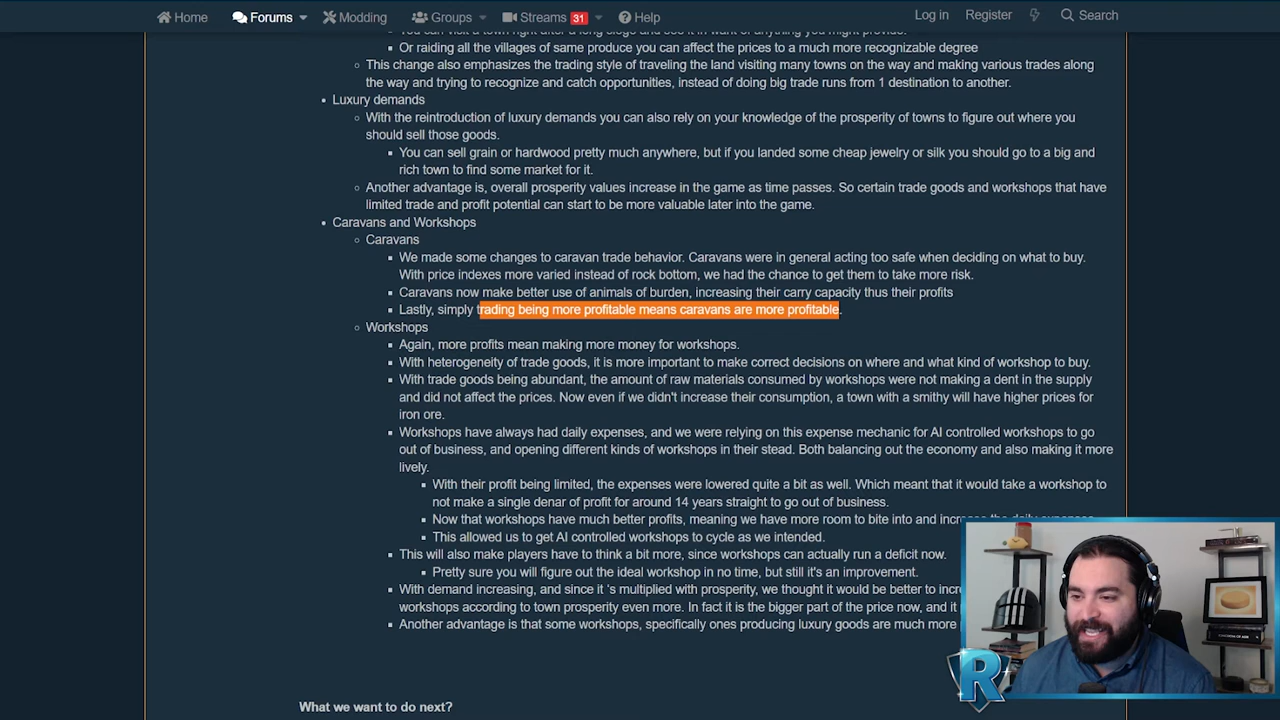 Home
Forums
Modding
Groups
Streams 31
Help
Log in
Register
Search
Or raiding all the villages of same produce you can affect the prices to a much more recognizable degree
This change also emphasizes the trading style of traveling the land visiting many towns on the way and making various trades along
the way and trying to recognize and catch opportunities, instead of doing big trade runs from 1 destination to another.
Luxury demands
With the reintroduction of luxury demands you can also rely on your knowledge of the prosperity of towns to figure out where you
should sell those goods.
You can sell grain or hardwood pretty much anywhere, but if you landed some cheap jewelry or silk you should go to a big and
rich town to find some market for it.
Another advantage is, overall prosperity values increase in the game as time passes. So certain trade goods and workshops that have
limited trade and profit potential can start to be more valuable later into the game.
Caravans and Workshops
Caravans
We made some changes to caravan trade behavior. Caravans were in general acting too safe when deciding on what to buy.
With price indexes more varied instead of rock bottom, we had the chance to get them to take more risk.
Caravans now make better use of animals of burden, increasing their carry capacity thus their profits
Lastly, simply trading being more profitable means caravans are more profitable.
Workshops
Again, more profits mean making more money for workshops.
With heterogeneity of trade goods, it is more important to make correct decisions on where and what kind of workshop to buy.
With trade goods being abundant, the amount of raw materials consumed by workshops were not making a dent in the supply
and did not affect the prices. Now even if we didn't increase their consumption, a town with a smithy will have higher prices for
iron ore.
Workshops have always had daily expenses, and we were relying on this expense mechanic for AI controlled workshops to go
out of business, and opening different kinds of workshops in their stead. Both balancing out the economy and also making it more
lively.
With their profit being limited, the expenses were lowered quite a bit as well. Which meant that it would take a workshop to
not make a single denar of profit for around 14 years straight to go out of business.
Now that workshops have much better profits, meaning we have more room to bite into and increase the daily expenses
This allowed us to get AI controlled workshops to cycle as we intended.
This will also make players have to think a bit more, since workshops can actually run a deficit now.
Pretty sure you will figure out the ideal workshop in no time, but still it's an improvement.
With demand increasing, and since it 's multiplied with prosperity, we thought it would be better to
workshops according to town prosperity even more. In fact it is the bigger part of the price now, and it
Another advantage is that some workshops, specifically ones producing luxury goods are much more
What we want to do next?
R